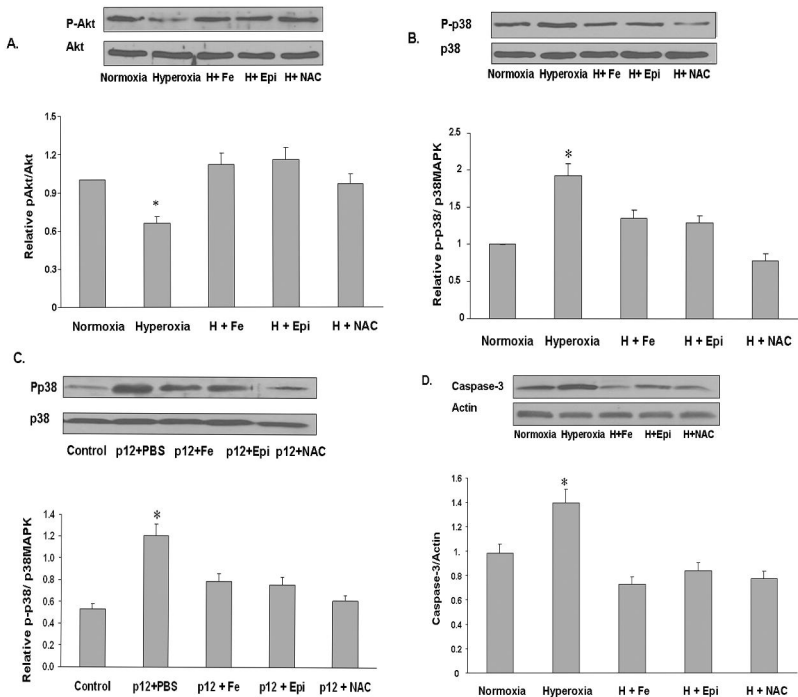 A.
P-Akt
Akt
Normoxia Hyperoxia H+ Fe H+ Epi H+ NAC
Relative pAkt/Akt
1.5
1.2
0.9
0.6
0.3
0
*
Normoxia Hyperoxia H + Fe H + Epi H + NAC
B.
P-p38
p38
Normoxia Hyperoxia H+ Fe H+ Epi H+ NAC
Relative p-p38/ p38MAPK
2.5
2
1.5
1
0.5
0
*
Normoxia Hyperoxia H + Fe H + Epi H + NAC
C.
Pp38
p38
Control p12+PBS p12+Fe p12+Epi p12+NAC
Relative p-p38/ p38MAPK
1.4
1.2
1.0
0.8
0.6
0.4
0.2
0.0
*
Control p12+PBS p12 + Fe p12 + Epi p12 + NAC
D.
Caspase-3
Actin
Normoxia Hyperoxia H+Fe H+Epi H+NAC
Caspase-3/Actin
1.6
1.4
1.2
1
0.8
0.6
0.4
0.2
0
*
Normoxia Hyperoxia H + Fe H + Epi H + NAC